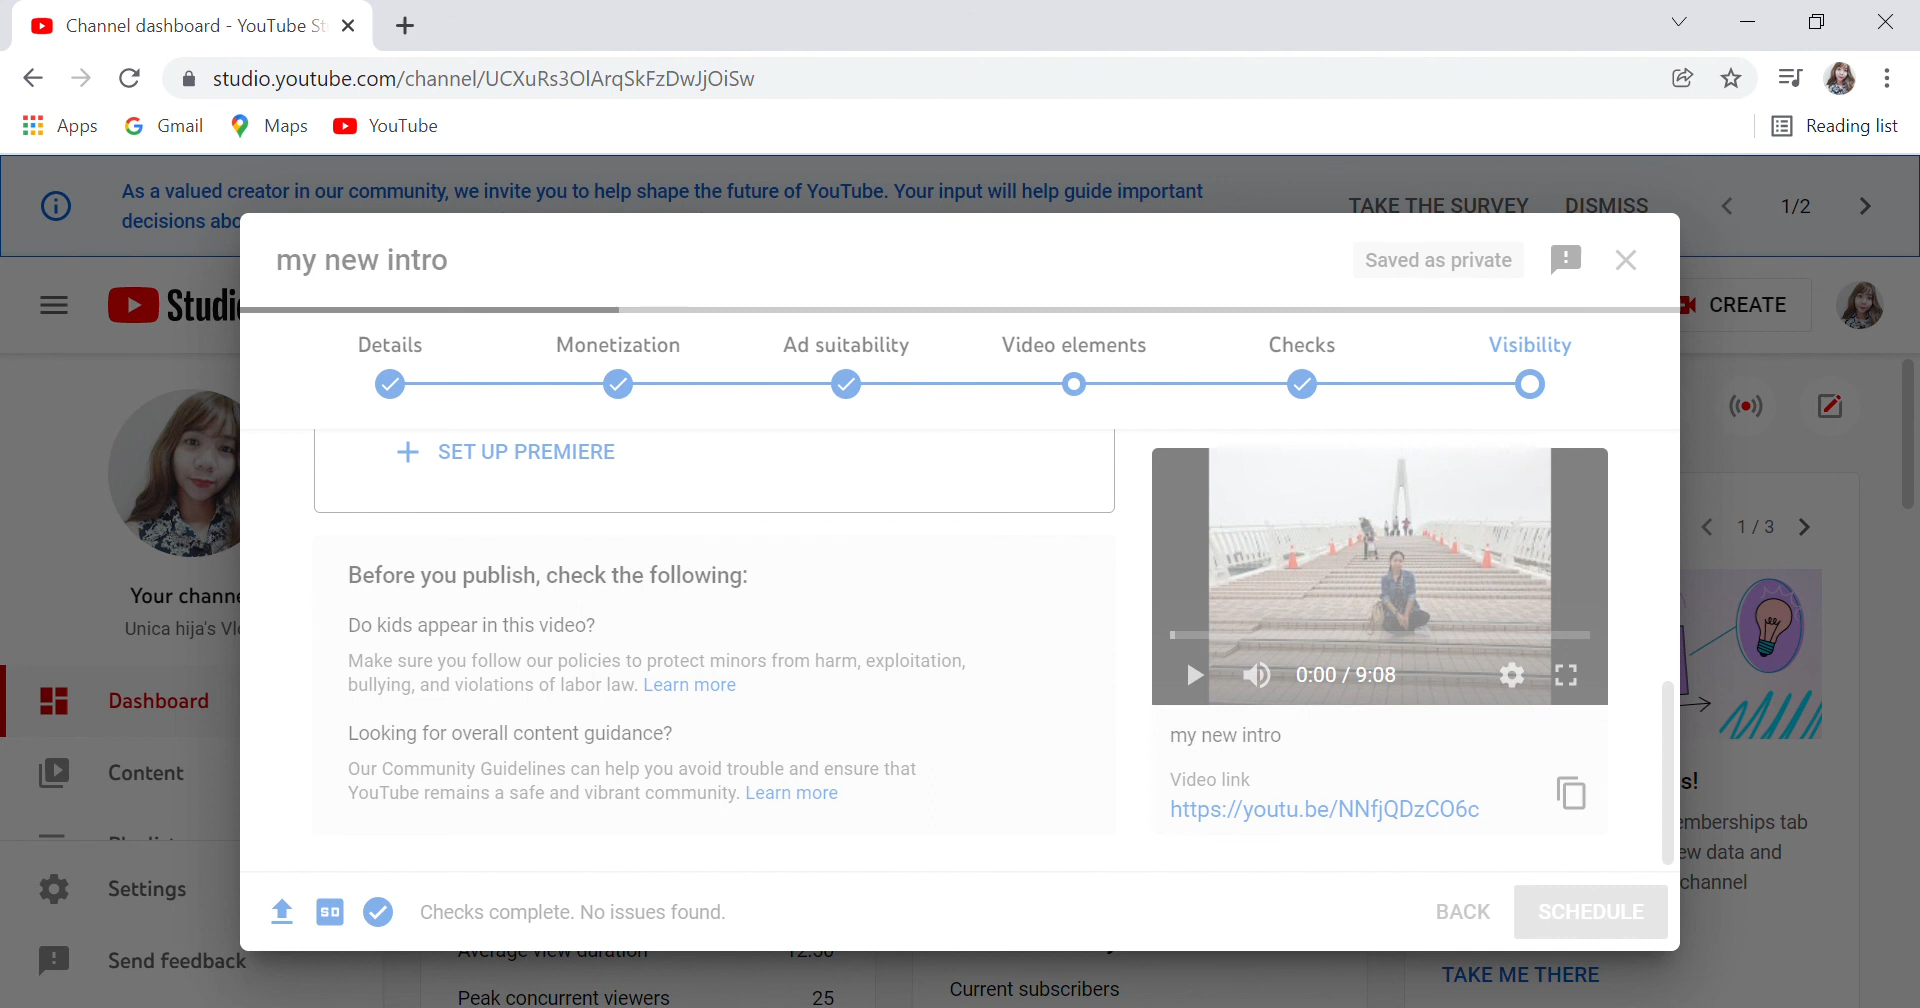 Channel dashboard - YouTube St
studio.youtube.com/channel/UCXuRs3OlArqSkFzDwJjOiSw
Apps
Gmail
Maps
YouTube
Reading list
As a valued creator in our community, we invite you to help shape the future of YouTube. Your input will help guide important
decisions abo
TAKE THE SURVEY
DISMISS
1/2
my new intro
Saved as private
Studi
CREATE
Details
Monetization
Ad suitability
Video elements
Checks
Visibility
SET UP PREMIERE
1 / 3
Before you publish, check the following:
Do kids appear in this video?
Make sure you follow our policies to protect minors from harm, exploitation,
bullying, and violations of labor law. Learn more
Looking for overall content guidance?
Our Community Guidelines can help you avoid trouble and ensure that
YouTube remains a safe and vibrant community. Learn more
0:00 / 9:08
my new intro
Video link
https://youtu.be/NNfjQDzCO6c
Your channe
Unica hija's Vl
Dashboard
Content
Settings
Send feedback
s!
emberships tab
ew data and
channel
SD
Checks complete. No issues found.
BACK
SCHEDULE
Average view duration
12:50
Peak concurrent viewers
25
Current subscribers
TAKE ME THERE